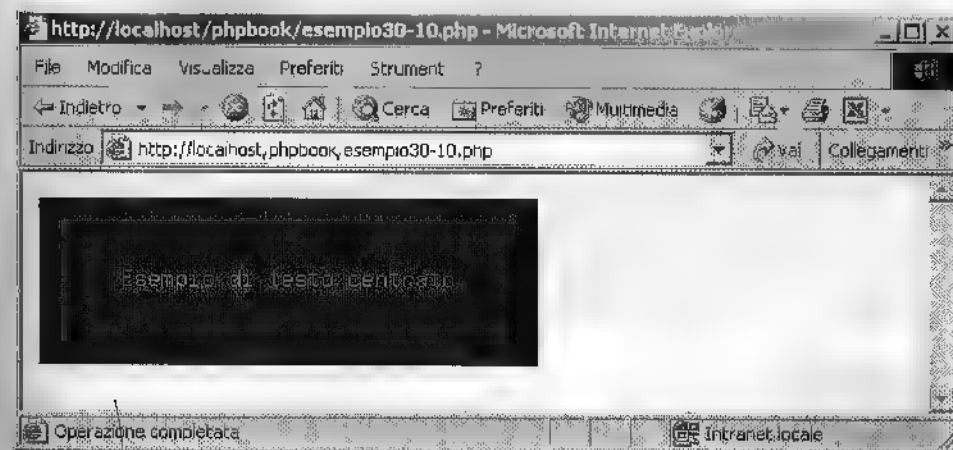 http://localhost/phpbook/esempio30-10.php - Microsoft Internet Explorer
File Modifica Visualizza Preferiti Strumenti ?
Indietro Cerca Preferiti Multimedia
Indirizzo http://localhost/phpbook/esempio30-10.php Vai Collegamenti »
Esempio di testo centrato
Operazione completata Intranet locale